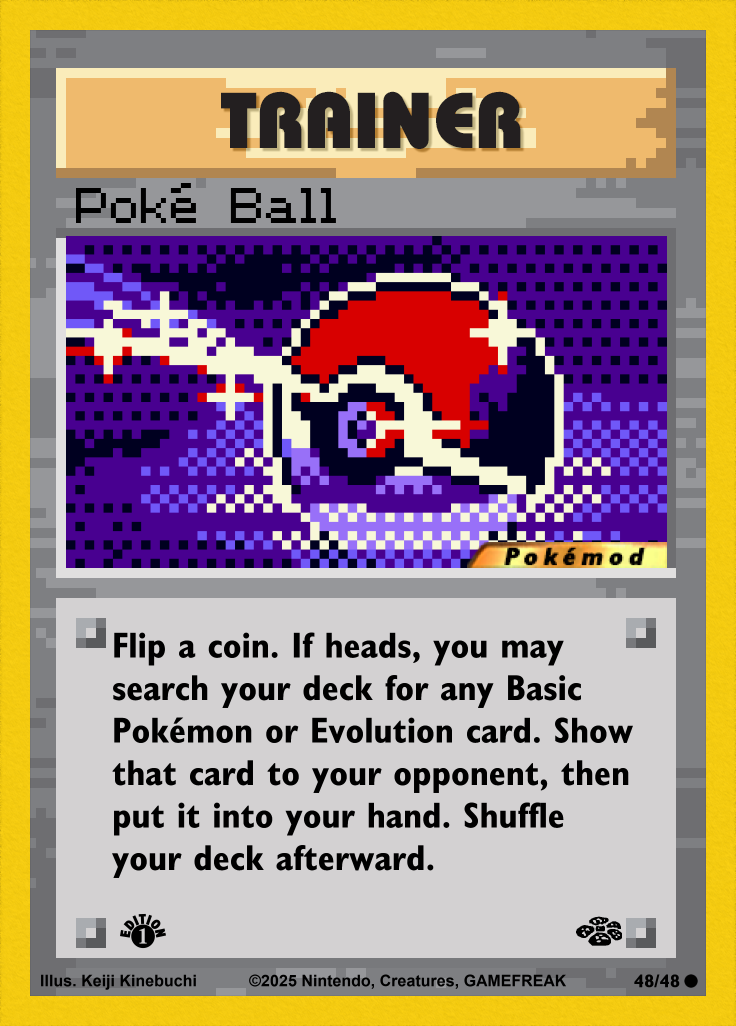 TRAINER
Poké Ball
Pokémod
Flip a coin. If heads, you may
search your deck for any Basic
Pokémon or Evolution card. Show
that card to your opponent, then
put it into your hand. Shuffle
your deck afterward.
EDITION
1
Illus. Keiji Kinebuchi ©2025 Nintendo, Creatures, GAMEFREAK 48/48